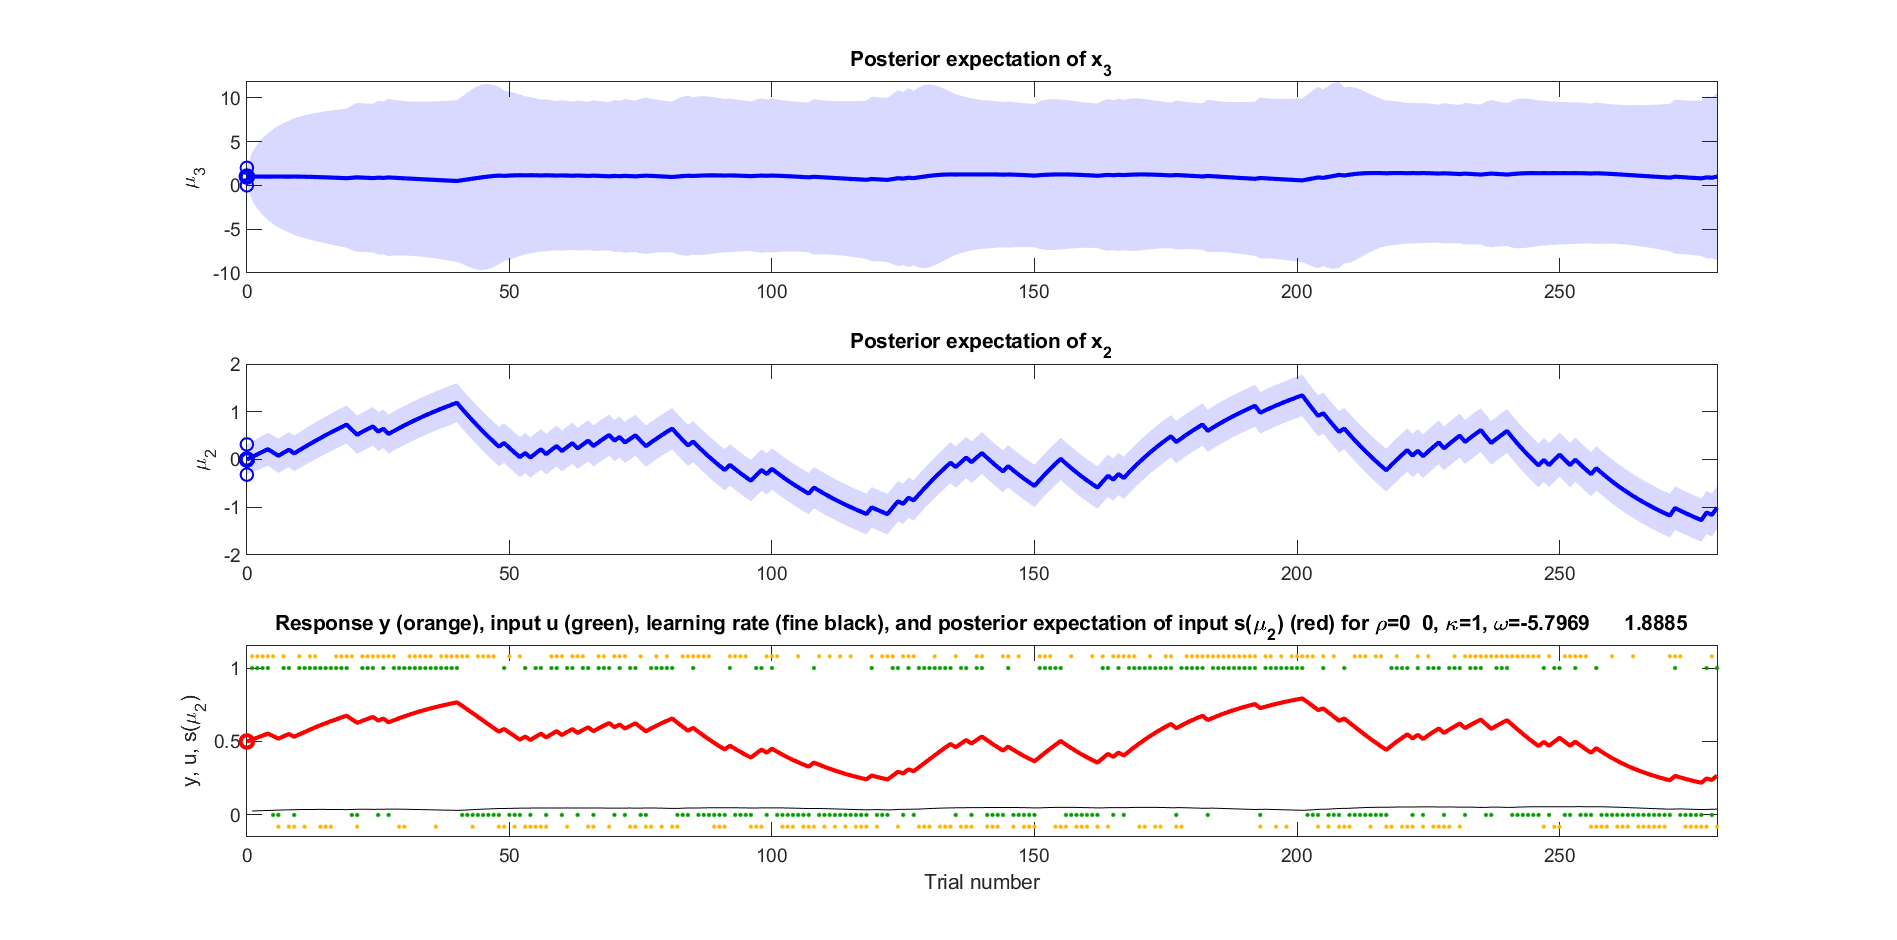 Posterior expectation of x3
10
5
0
-5
-10
μ3
0 50 100 150 200 250
Posterior expectation of x2
2
1
0
-1
-2
μ2
0 50 100 150 200 250
Response y (orange), input u (green), learning rate (fine black), and posterior expectation of input s(μ2) (red) for ρ=0 0, κ=1, ω=-5.7969 1.8885
1
0.5
0
y, u, s(μ2)
0 50 100 150 200 250
Trial number